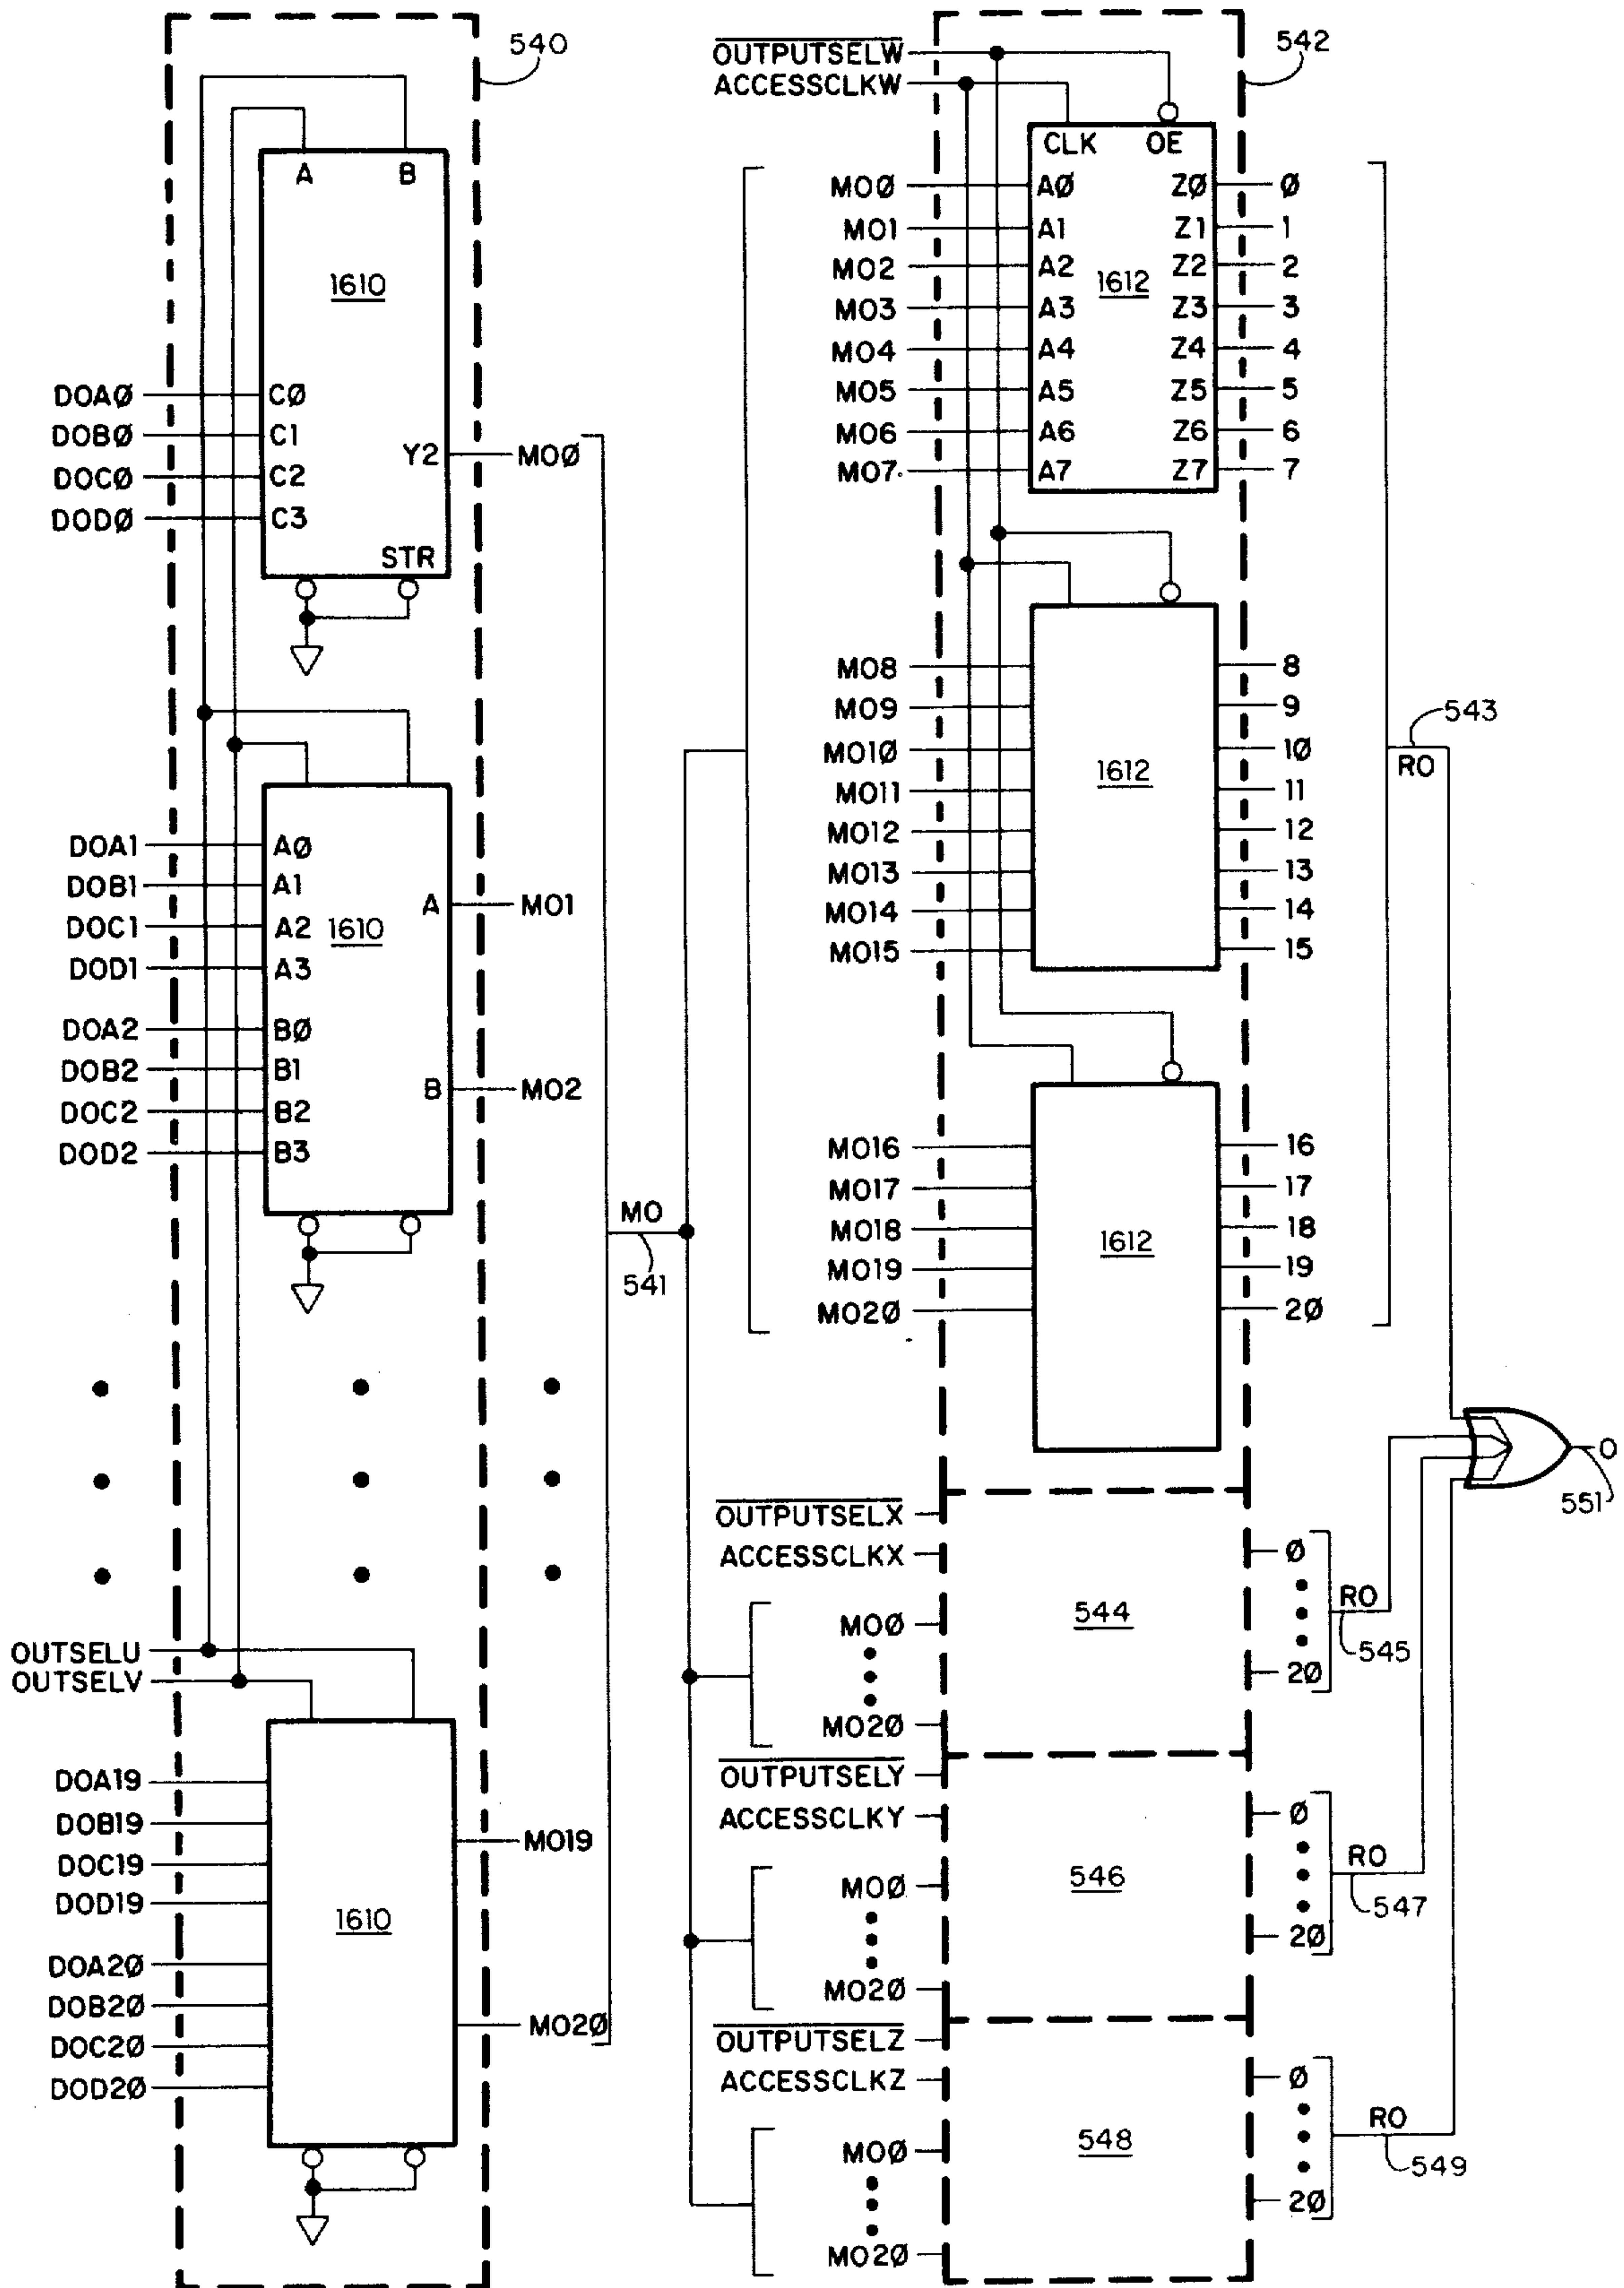 540
A B
1610
DOAØ CØ
DOBØ C1
DOCØ C2
DODØ C3
Y2 MOØ
STR
DOA1 AØ
DOB1 A1
DOC1 A2
DOD1 A3
1610
A MO1
DOA2 BØ
DOB2 B1
DOC2 B2
DOD2 B3
B MO2
MO
541
OUTSELU
OUTSELV
DOA19
DOB19
DOC19
DOD19
1610
MO19
DOA2Ø
DOB2Ø
DOC2Ø
DOD2Ø
MO2Ø
OUTPUTSELW
ACCESSCLKW
542
CLK OE
MOØ AØ ZØ Ø
MO1 A1 Z1 1
MO2 A2 Z2 2
1612
MO3 A3 Z3 3
MO4 A4 Z4 4
MO5 A5 Z5 5
MO6 A6 Z6 6
MO7 A7 Z7 7
MO8 8
MO9 9
MO1Ø 1Ø
1612
MO11 11
MO12 12
MO13 13
MO14 14
MO15 15
543
RO
MO16 16
MO17 17
MO18 18
1612
MO19 19
MO2Ø 2Ø
O
551
OUTPUTSELX
ACCESSCLKX
544
MOØ
MO2Ø
Ø
2Ø
RO
545
OUTPUTSELY
ACCESSCLKY
546
MOØ
MO2Ø
Ø
2Ø
RO
547
OUTPUTSELZ
ACCESSCLKZ
548
MOØ
MO2Ø
Ø
2Ø
RO
549